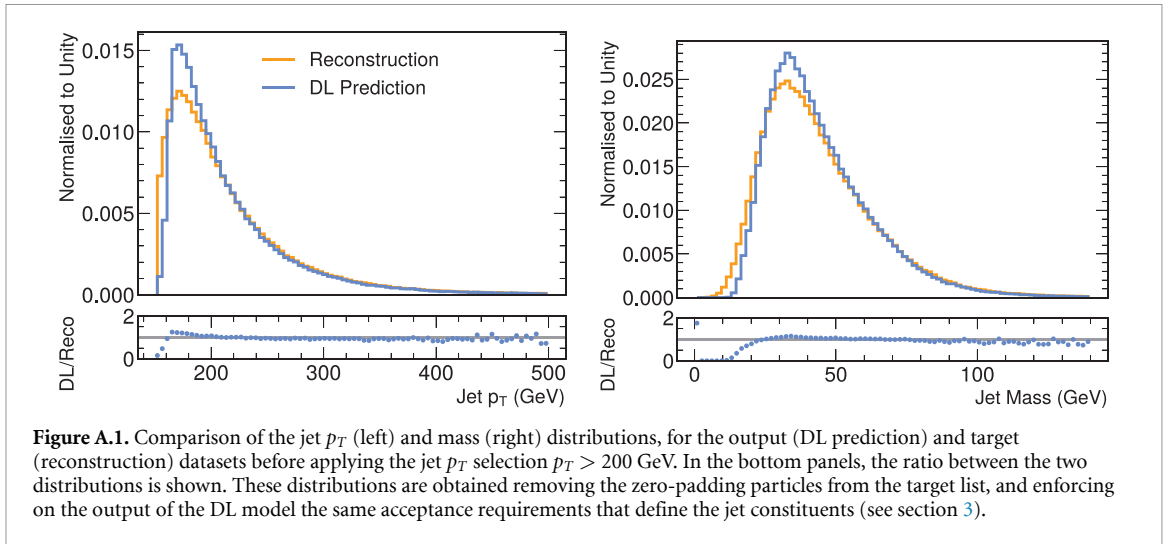 Normalised to Unity
0.015
0.010
0.005
0.000
Reconstruction
DL Prediction
DL/Reco
2
0
200
300
400
500
Jet pT (GeV)
Normalised to Unity
0.025
0.020
0.015
0.010
0.005
0.000
DL/Reco
2
0
0
50
100
Jet Mass (GeV)
Figure A.1. Comparison of the jet pT (left) and mass (right) distributions, for the output (DL prediction) and target
(reconstruction) datasets before applying the jet pT selection pT > 200 GeV. In the bottom panels, the ratio between the two
distributions is shown. These distributions are obtained removing the zero-padding particles from the target list, and enforcing
on the output of the DL model the same acceptance requirements that define the jet constituents (see section 3).